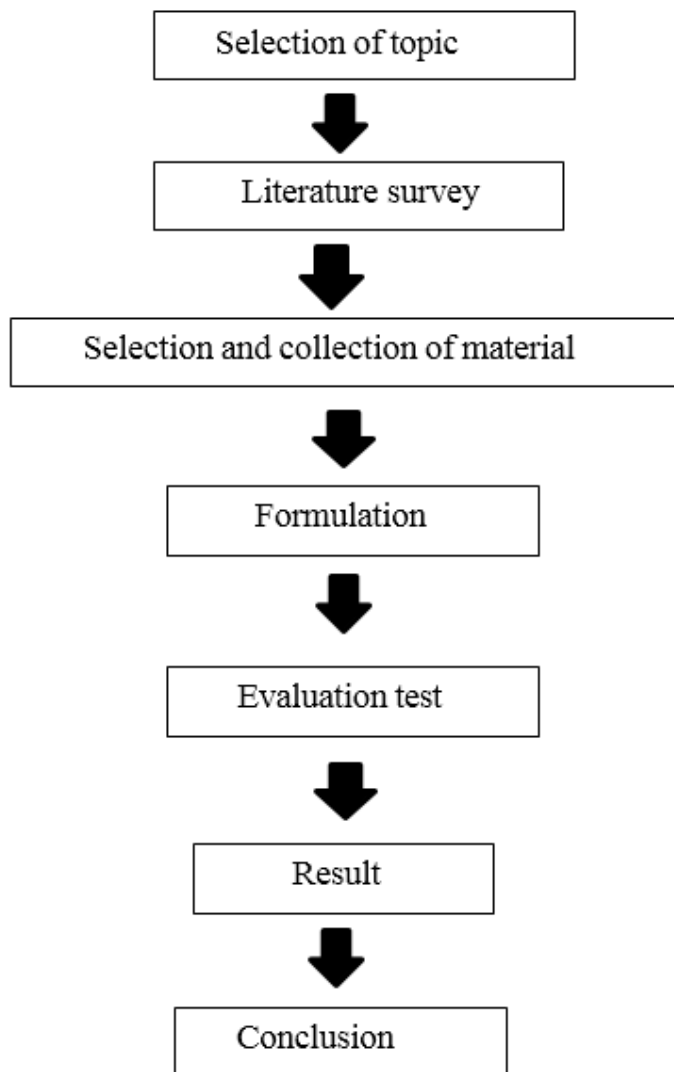 Selection of topic
Literature survey
Selection and collection of material
Formulation
Evaluation test
Result
Conclusion